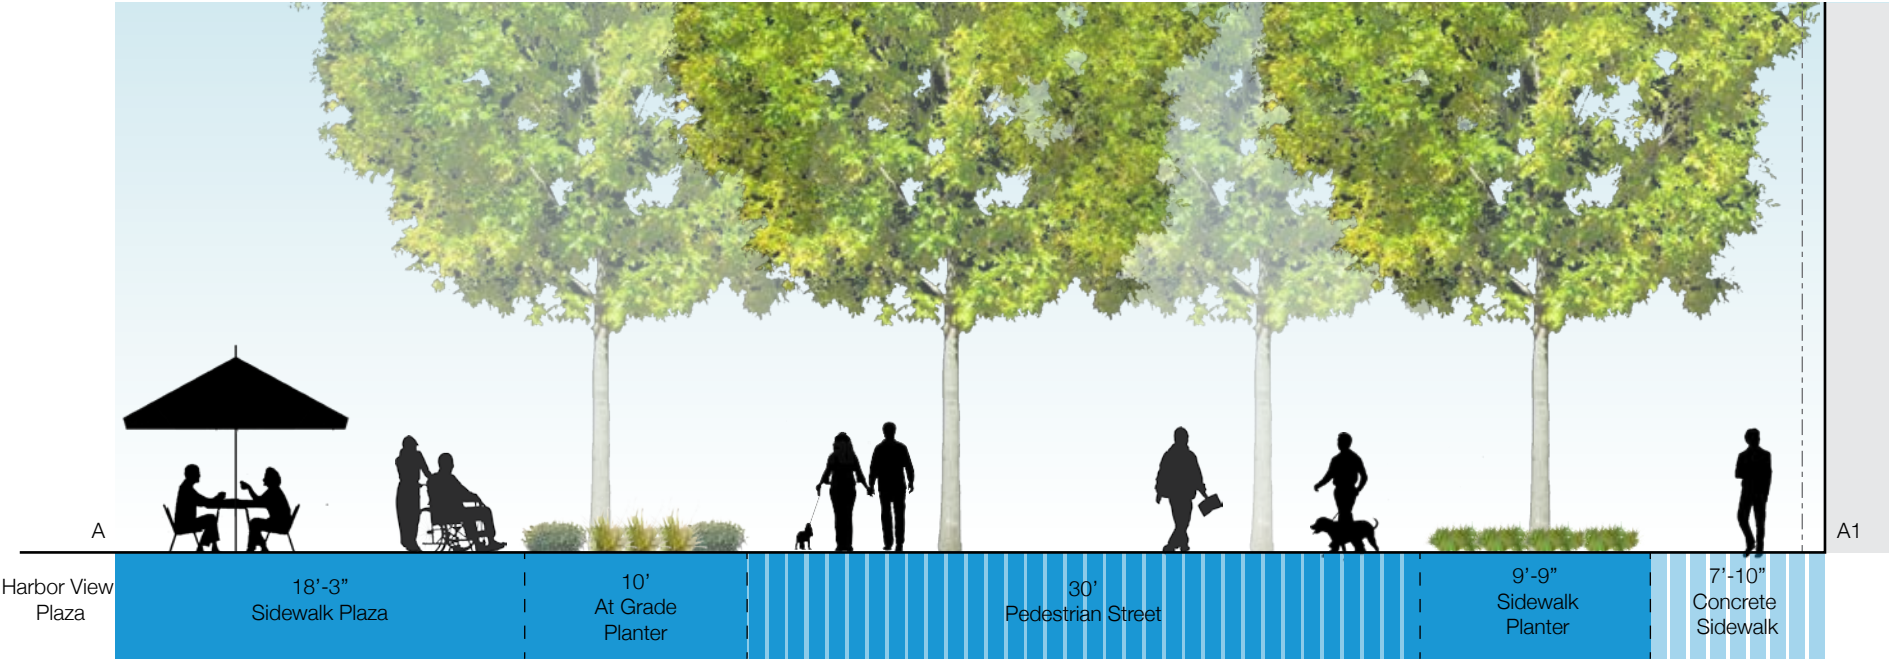 A
A1
Harbor View
Plaza
18’-3”
Sidewalk Plaza
10’
At Grade
Planter
30’
Pedestrian Street
9’-9”
Sidewalk
Planter
7’-10”
Concrete
Sidewalk